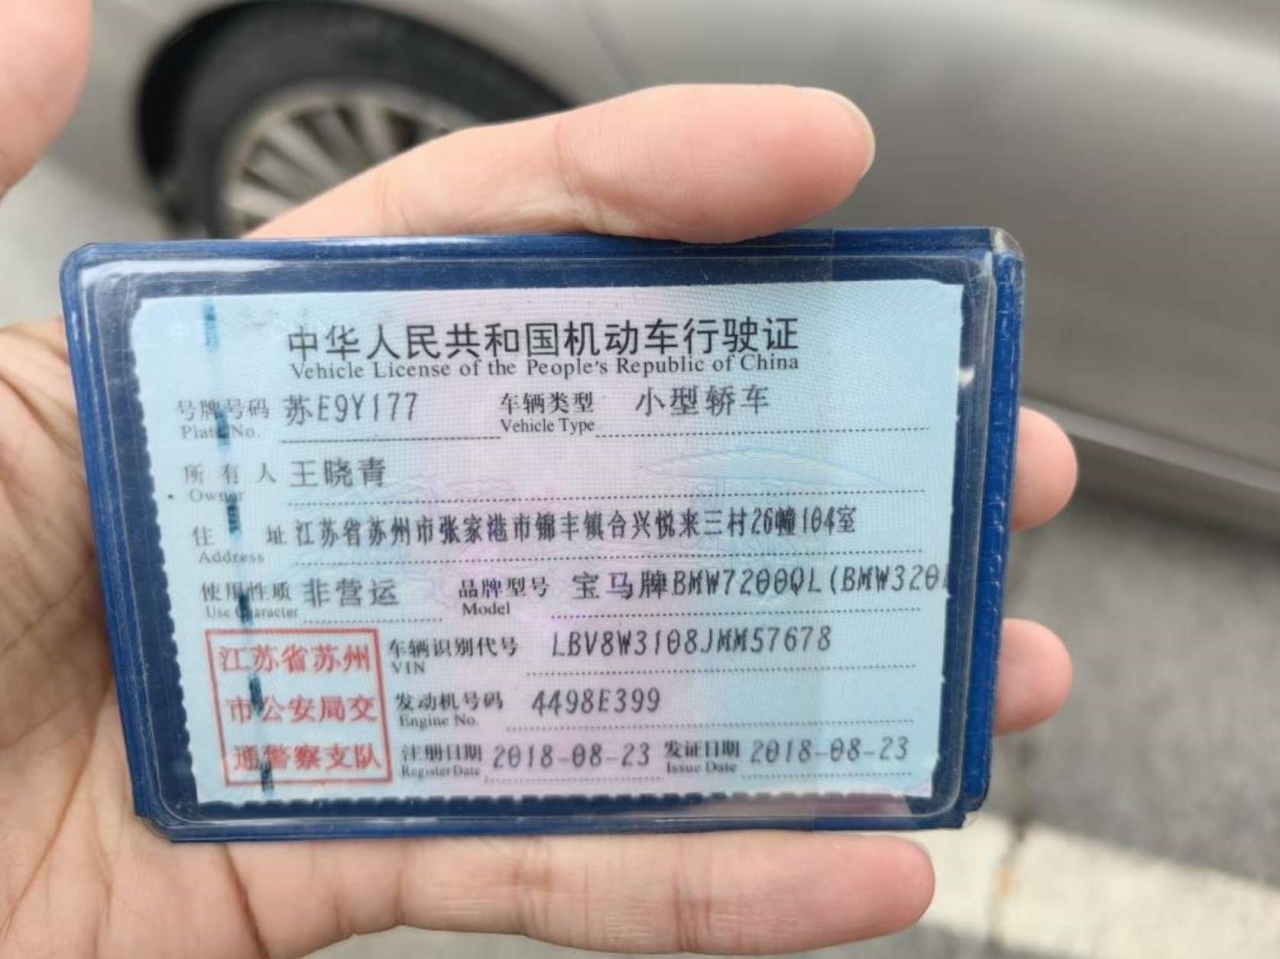 中华人民共和国机动车行驶证
Vehicle License of the People's Republic of China
号牌号码 苏E9Y177 车辆类型 小型轿车
Plate No. Vehicle Type
所有人 王晓青
Owner
住址 江苏省苏州市张家港市锦丰镇合兴悦来三村26幢104室
Address
使用性质 非营运 品牌型号 宝马牌BMW7200QL(BMW320
Use Character Model
江苏省苏州
市公安局交
通警察支队
车辆识别代号 LBV8W3108JMM57678
VIN
发动机号码 4498E399
Engine No.
注册日期 2018-08-23 发证日期 2018-08-23
Register Date Issue Date